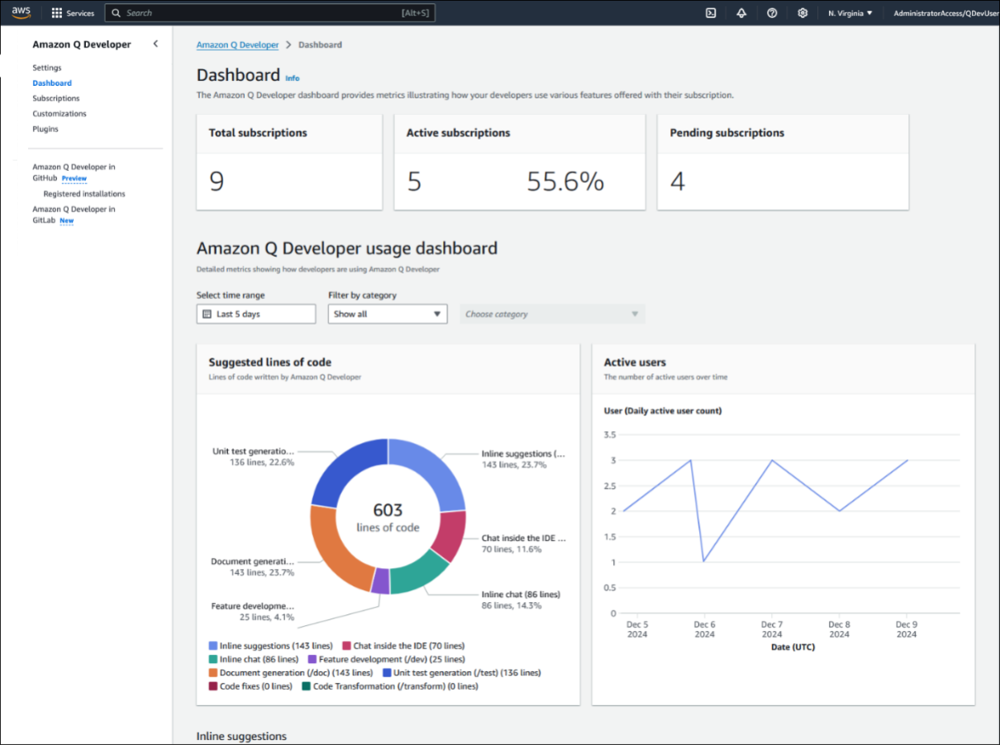 aws
Services
Search
[Alt+S]
N. Virginia
AdministratorAccess/QDevUser
Amazon Q Developer
Settings
Dashboard
Subscriptions
Customizations
Plugins
Amazon Q Developer in
GitHub Preview
Registered installations
Amazon Q Developer in
GitLab New
Amazon Q Developer > Dashboard
Dashboard Info
The Amazon Q Developer dashboard provides metrics illustrating how your developers use various features offered with their subscription.
Total subscriptions
9
Active subscriptions
5 55.6%
Pending subscriptions
4
Amazon Q Developer usage dashboard
Detailed metrics showing how developers are using Amazon Q Developer
Select time range
Last 5 days
Filter by category
Show all
Choose category
Suggested lines of code
Lines of code written by Amazon Q Developer
Unit test generatio...
136 lines, 22.6%
Inline suggestions (...
143 lines, 23.7%
603
lines of code
Chat inside the IDE ...
70 lines, 11.6%
Document generati...
143 lines, 23.7%
Inline chat (86 lines)
86 lines, 14.3%
Feature developme...
25 lines, 4.1%
Inline suggestions (143 lines) Chat inside the IDE (70 lines)
Inline chat (86 lines) Feature development (/dev) (25 lines)
Document generation (/doc) (143 lines) Unit test generation (/test) (136 lines)
Code fixes (0 lines) Code Transformation (/transform) (0 lines)
Active users
The number of active users over time
User (Daily active user count)
3.5
3
2.5
2
1.5
1
0.5
0
Dec 5 Dec 6 Dec 7 Dec 8 Dec 9
2024 2024 2024 2024 2024
Date (UTC)
Inline suggestions